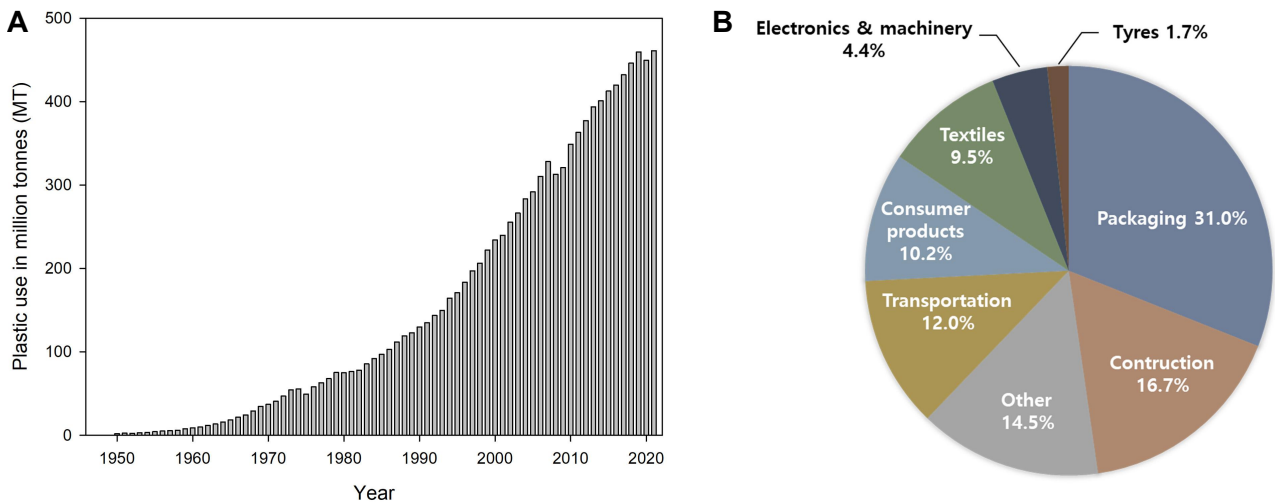 A
Plastic use in million tonnes (MT)
500
400
300
200
100
0
1950
1960
1970
1980
1990
2000
2010
2020
Year
B
Electronics & machinery
4.4%
Tyres 1.7%
Textiles
9.5%
Consumer
products
10.2%
Packaging 31.0%
Transportation
12.0%
Contruction
16.7%
Other
14.5%